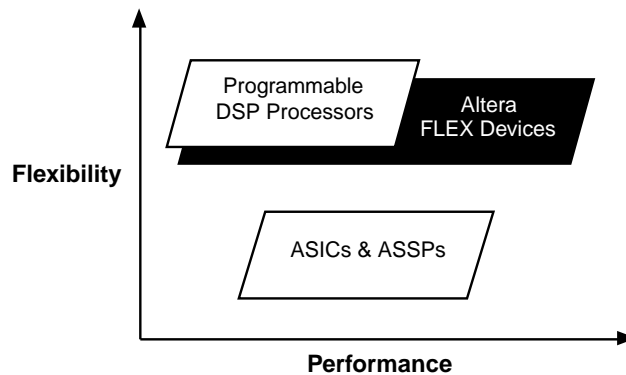 Programmable
DSP Processors
Altera
FLEX Devices
Flexibility
ASICs & ASSPs
Performance